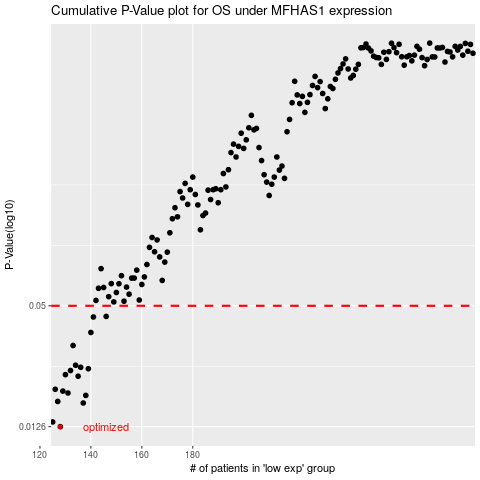 Cumulative P-Value plot for OS under MFHAS1 expression
P-Value(log10)
0.05
0.0126
optimized
120 140 160 180
# of patients in 'low exp' group